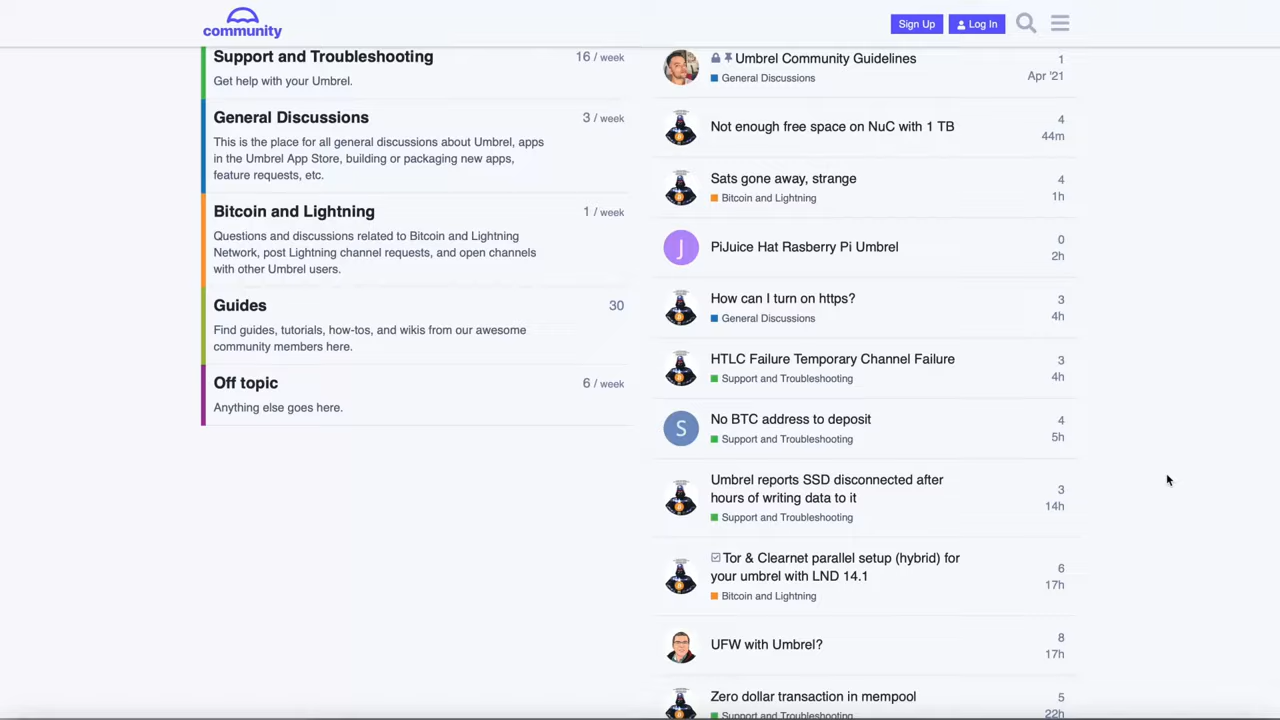 community
Sign Up
Log In
Support and Troubleshooting
16 / week
Get help with your Umbrel.
General Discussions
3 / week
This is the place for all general discussions about Umbrel, apps
in the Umbrel App Store, building or packaging new apps,
feature requests, etc.
Bitcoin and Lightning
1 / week
Questions and discussions related to Bitcoin and Lightning
Network, post Lightning channel requests, and open channels
with other Umbrel users.
Guides
30
Find guides, tutorials, how-tos, and wikis from our awesome
community members here.
Off topic
6 / week
Anything else goes here.
Umbrel Community Guidelines
1
General Discussions
Apr '21
Not enough free space on NuC with 1 TB
4
44m
Sats gone away, strange
4
Bitcoin and Lightning
1h
J
PiJuice Hat Rasberry Pi Umbrel
0
2h
How can I turn on https?
3
General Discussions
4h
HTLC Failure Temporary Channel Failure
3
Support and Troubleshooting
4h
S
No BTC address to deposit
4
Support and Troubleshooting
5h
Umbrel reports SSD disconnected after
hours of writing data to it
3
14h
Support and Troubleshooting
Tor & Clearnet parallel setup (hybrid) for
your umbrel with LND 14.1
6
17h
Bitcoin and Lightning
UFW with Umbrel?
8
17h
Zero dollar transaction in mempool
5
Support and Troubleshooting
22h